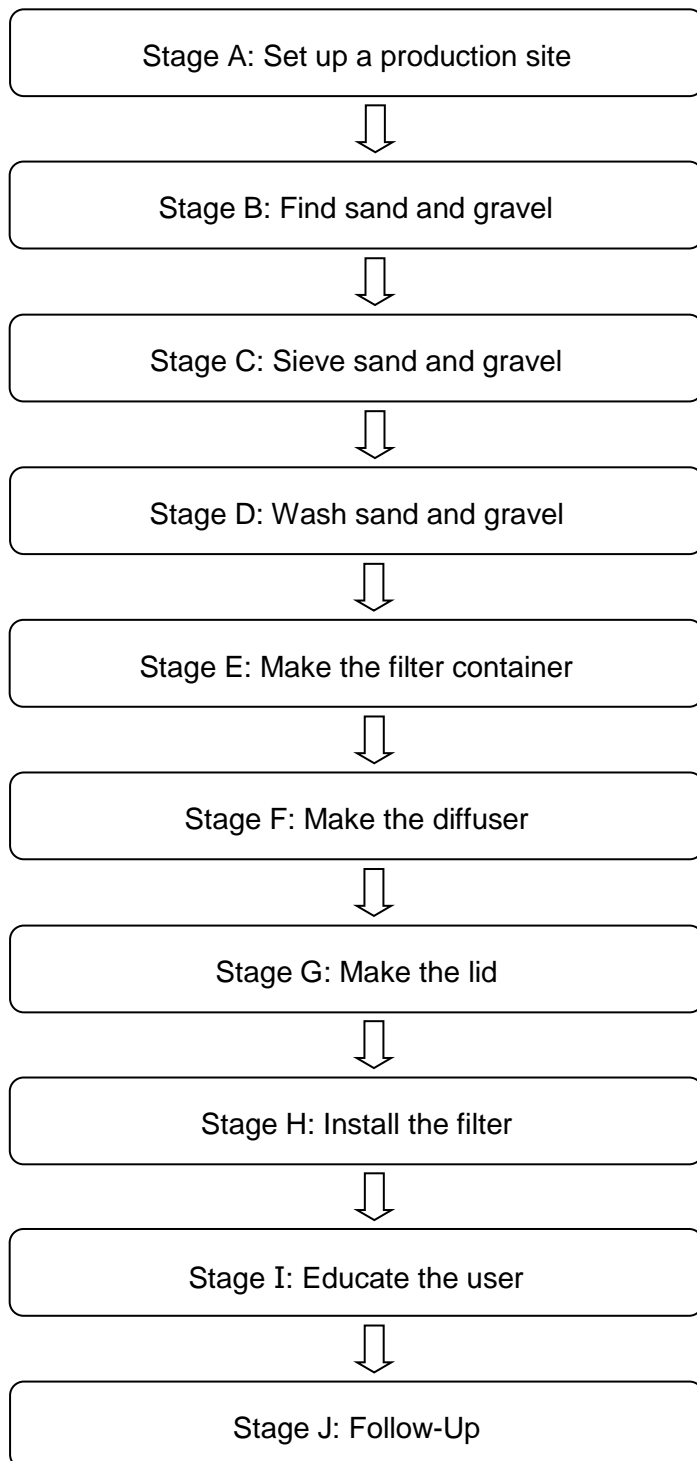 Stage A: Set up a production site
Stage B: Find sand and gravel
Stage C: Sieve sand and gravel
Stage D: Wash sand and gravel
Stage E: Make the filter container
Stage F: Make the diffuser
Stage G: Make the lid
Stage H: Install the filter
Stage I: Educate the user
Stage J: Follow-Up